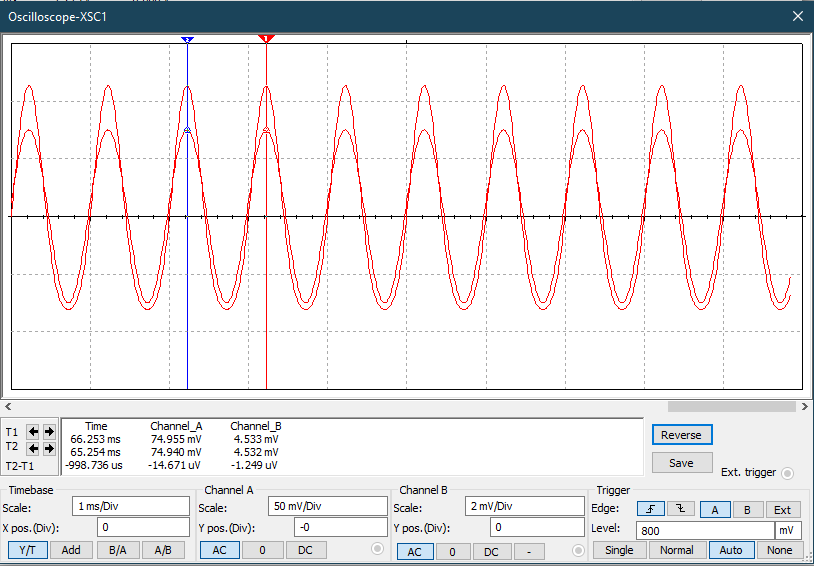 Oscilloscope-XSC1
2 1
T1
T2
T2-T1
Time Channel_A Channel_B
66.253 ms 74.955 mV 4.533 mV
65.254 ms 74.940 mV 4.532 mV
-998.736 us -14.671 uV -1.249 uV
Reverse
Save
Ext. trigger
Timebase
Scale: 1 ms/Div
X pos.(Div): 0
Y/T Add B/A A/B
Channel A
Scale: 50 mV/Div
Y pos.(Div): -0
AC 0 DC
Channel B
Scale: 2 mV/Div
Y pos.(Div): 0
AC 0 DC -
Trigger
Edge: A B Ext
Level: 800 mV
Single Normal Auto None